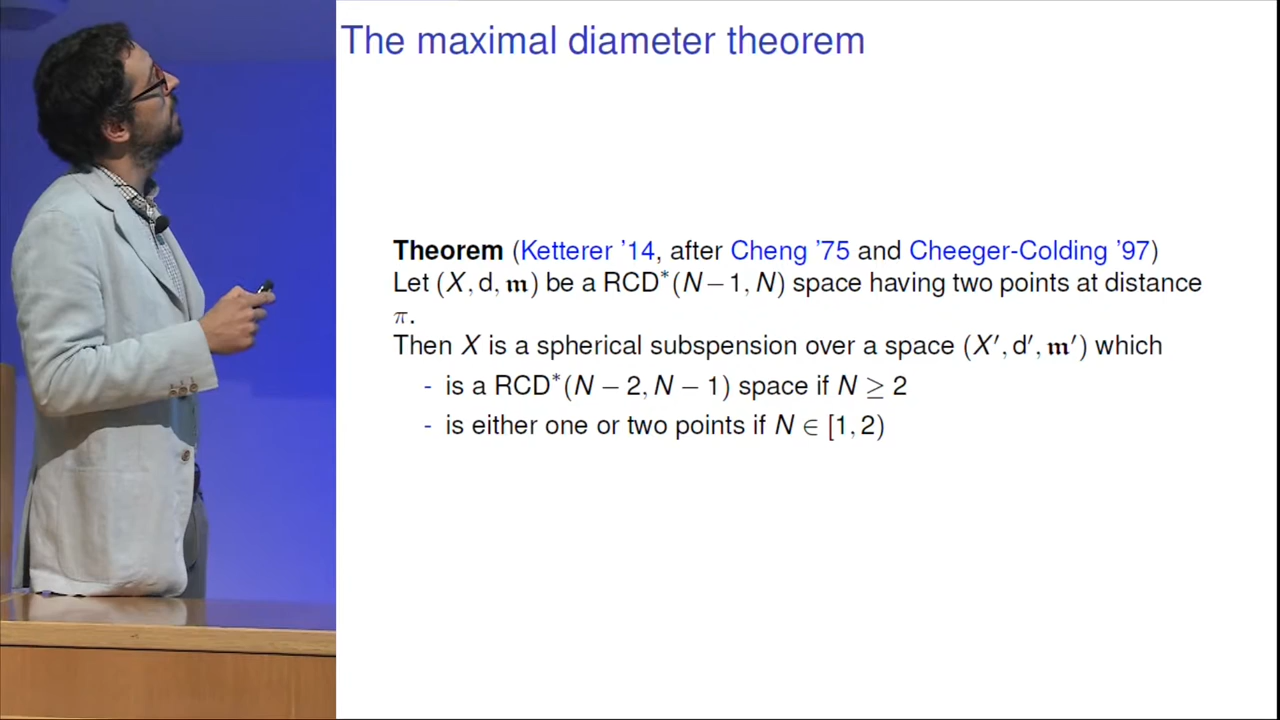 The maximal diameter theorem
Theorem (Ketterer ’14, after Cheng ’75 and Cheeger-Colding ’97)
Let (X, d, 𝔪) be a RCD*(N−1, N) space having two points at distance
π.
Then X is a spherical subspension over a space (X′, d′, 𝔪′) which
- is a RCD*(N − 2, N − 1) space if N ≥ 2
- is either one or two points if N ∈ [1, 2)